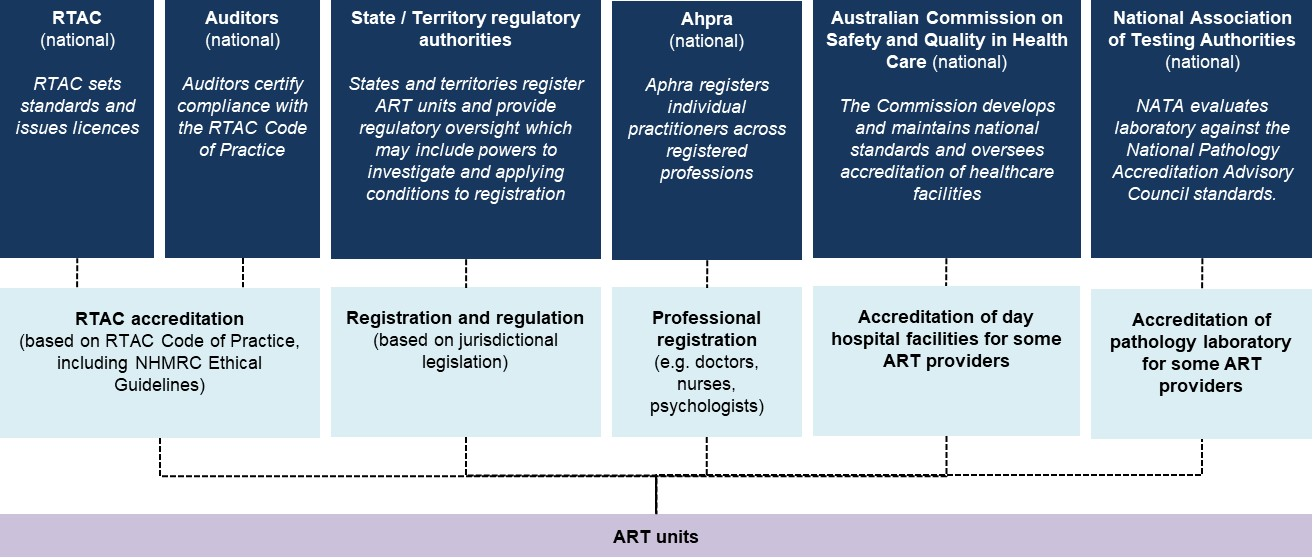 RTAC
(national)
RTAC sets
standards and
issues licences
Auditors
(national)
Auditors certify
compliance with
the RTAC Code
of Practice
State / Territory regulatory
authorities
States and territories register
ART units and provide
regulatory oversight which
may include powers to
investigate and applying
conditions to registration
Ahpra
(national)
Aphra registers
individual
practitioners across
registered
professions
Australian Commission on
Safety and Quality in Health
Care (national)
The Commission develops
and maintains national
standards and oversees
accreditation of healthcare
facilities
National Association
of Testing Authorities
(national)
NATA evaluates
laboratory against the
National Pathology
Accreditation Advisory
Council standards.
RTAC accreditation
(based on RTAC Code of Practice,
including NHMRC Ethical
Guidelines)
Registration and regulation
(based on jurisdictional
legislation)
Professional
registration
(e.g. doctors,
nurses,
psychologists)
Accreditation of day
hospital facilities for some
ART providers
Accreditation of
pathology laboratory
for some ART
providers
ART units